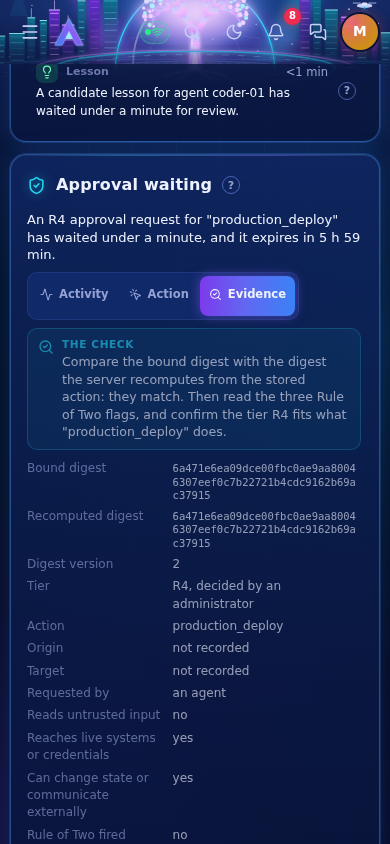 8
M
Lesson
<1 min
A candidate lesson for agent coder-01 has
waited under a minute for review.
?
Approval waiting
?
An R4 approval request for "production_deploy"
has waited under a minute, and it expires in 5 h 59
min.
Activity
Action
Evidence
THE CHECK
Compare the bound digest with the digest
the server recomputes from the stored
action: they match. Then read the three Rule
of Two flags, and confirm the tier R4 fits what
"production_deploy" does.
Bound digest
6a471e6ea09dce00fbc0ae9aa8004
6307eef0c7b22721b4cdc9162b69a
c37915
Recomputed digest
6a471e6ea09dce00fbc0ae9aa8004
6307eef0c7b22721b4cdc9162b69a
c37915
Digest version
2
Tier
R4, decided by an
administrator
Action
production_deploy
Origin
not recorded
Target
not recorded
Requested by
an agent
Reads untrusted input
no
Reaches live systems
or credentials
yes
Can change state or
communicate
externally
yes
Rule of Two fired
no